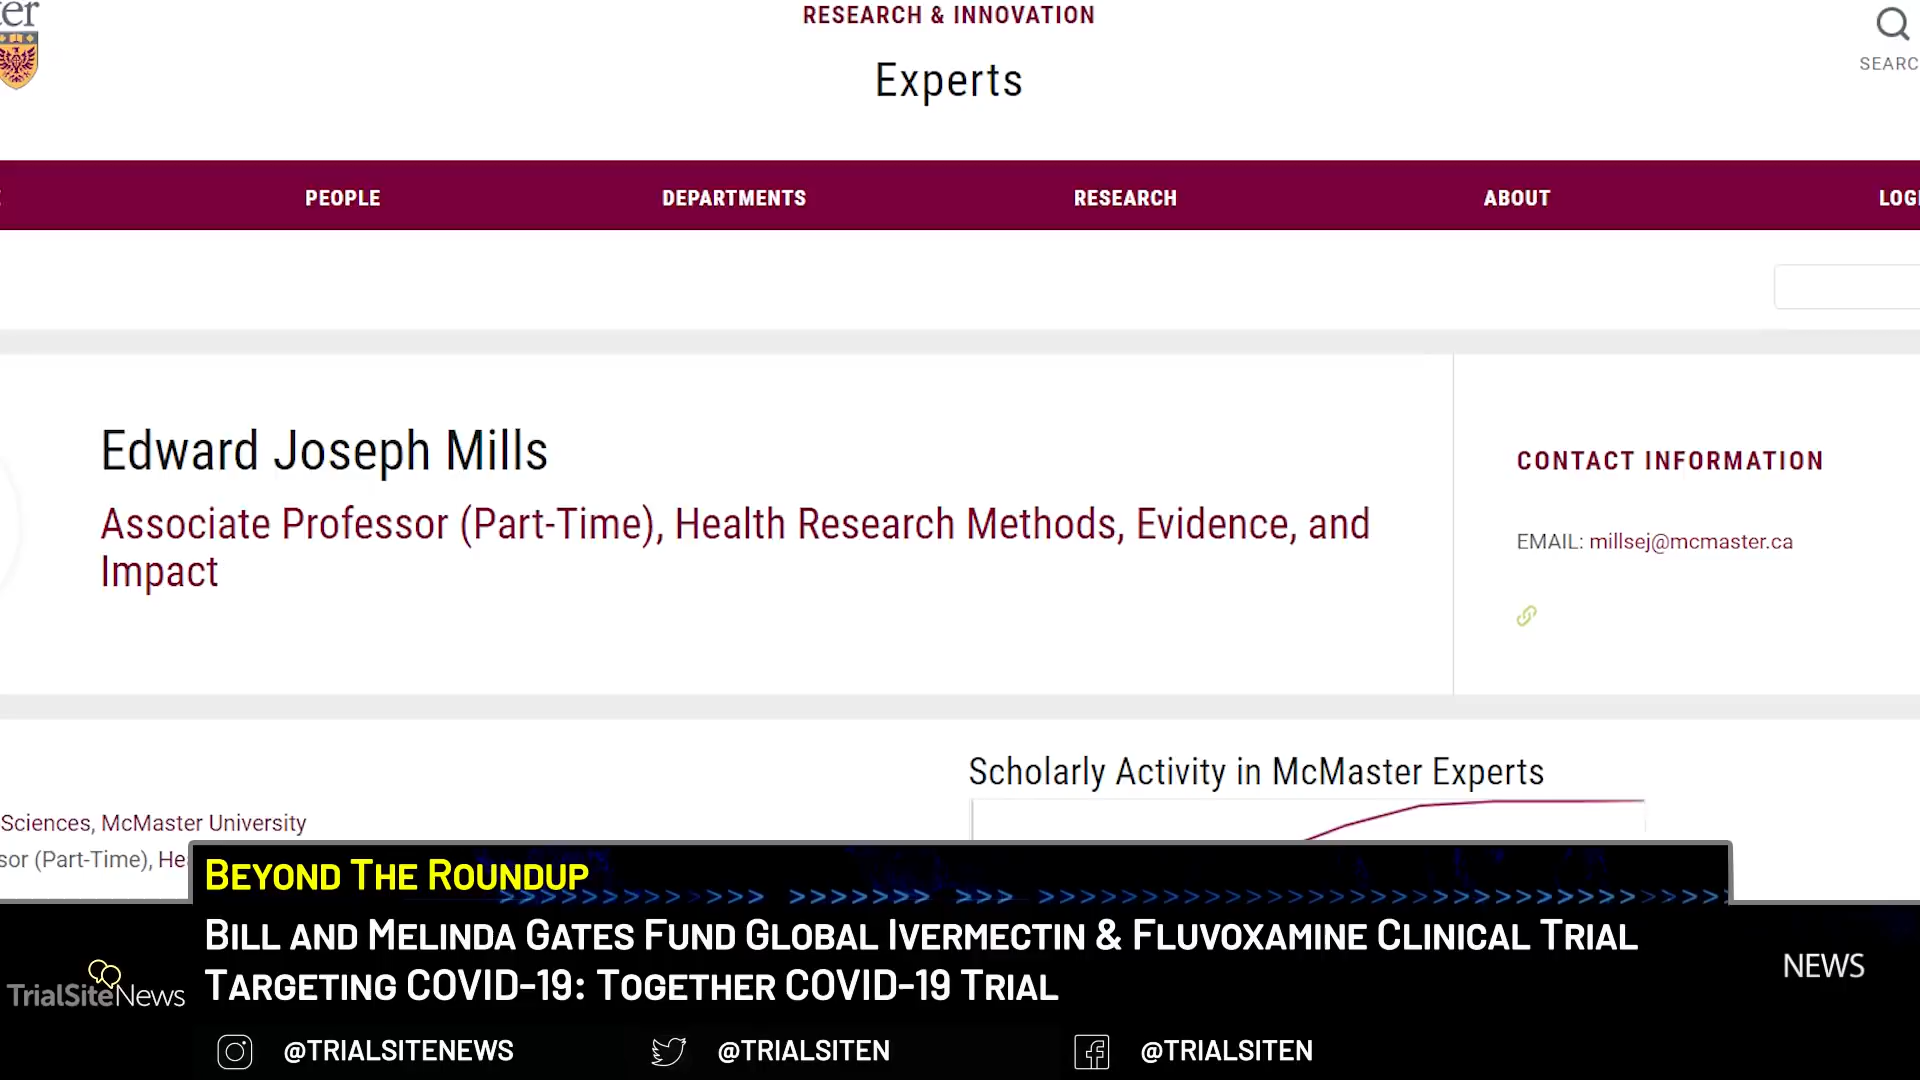 RESEARCH & INNOVATION
Experts
SEARC
PEOPLE
DEPARTMENTS
RESEARCH
ABOUT
LOGI
Edward Joseph Mills
Associate Professor (Part-Time), Health Research Methods, Evidence, and
Impact
CONTACT INFORMATION
EMAIL: millsej@mcmaster.ca
Scholarly Activity in McMaster Experts
Sciences, McMaster University
sor (Part-Time), He
BEYOND THE ROUNDUP
BILL AND MELINDA GATES FUND GLOBAL IVERMECTIN & FLUVOXAMINE CLINICAL TRIAL
TARGETING COVID-19: TOGETHER COVID-19 TRIAL
TrialSiteNews
NEWS
@TRIALSITENEWS
@TRIALSITEN
@TRIALSITEN